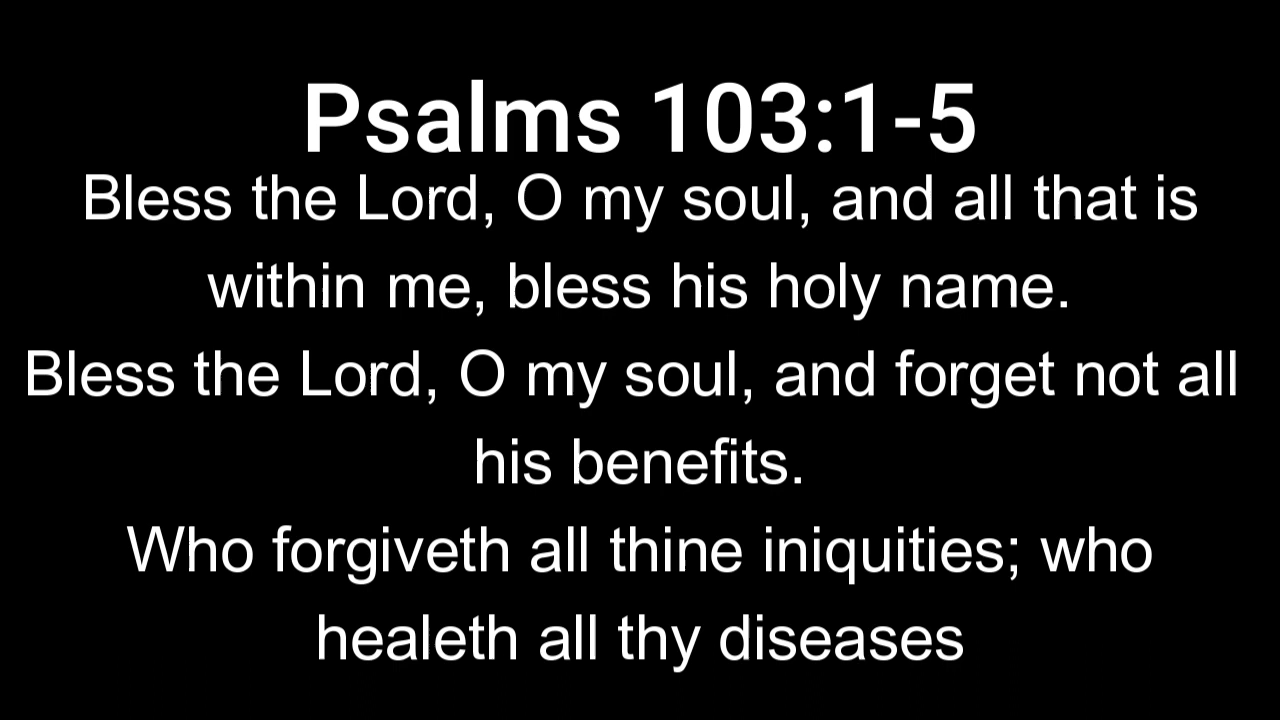 Psalms 103:1-5
Bless the Lord, O my soul, and all that is
within me, bless his holy name.
Bless the Lord, O my soul, and forget not all
his benefits.
Who forgiveth all thine iniquities; who
healeth all thy diseases